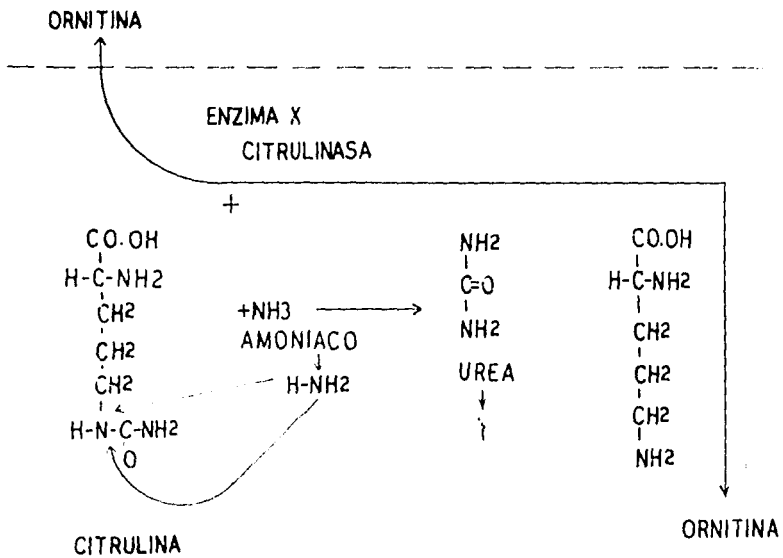 ORNITINA
ENZIMA X
CITRULINASA
+
CO.OH
H-C-NH2
CH2
CH2
CH2
H-N-C-NH2
O
CITRULINA
+NH3
AMONÍACO
H-NH2
NH2
C=O
NH2
UREA
CO.OH
H-C-NH2
CH2
CH2
CH2
NH2
ORNITINA